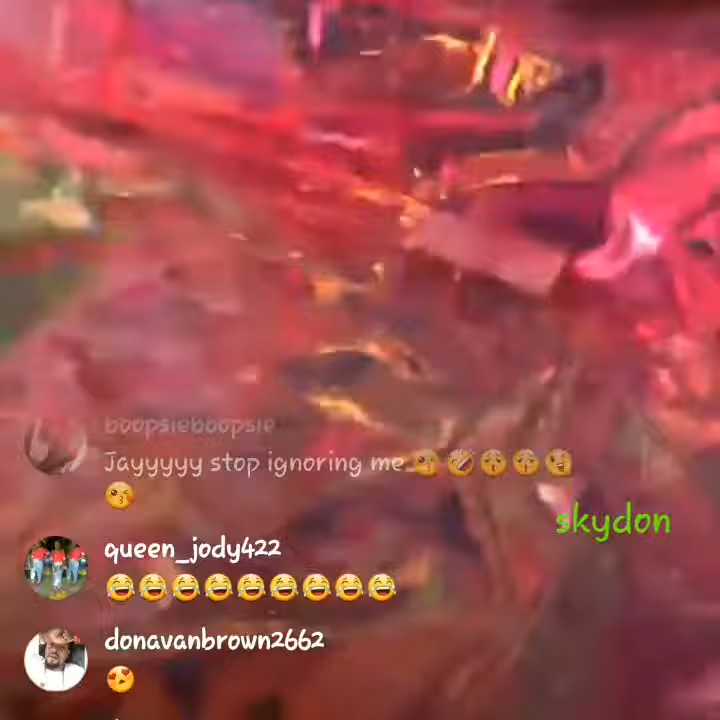 boopsieboopsie
Jayyyyy stop ignoring me
skydon
queen_jody422
donavanbrown2662